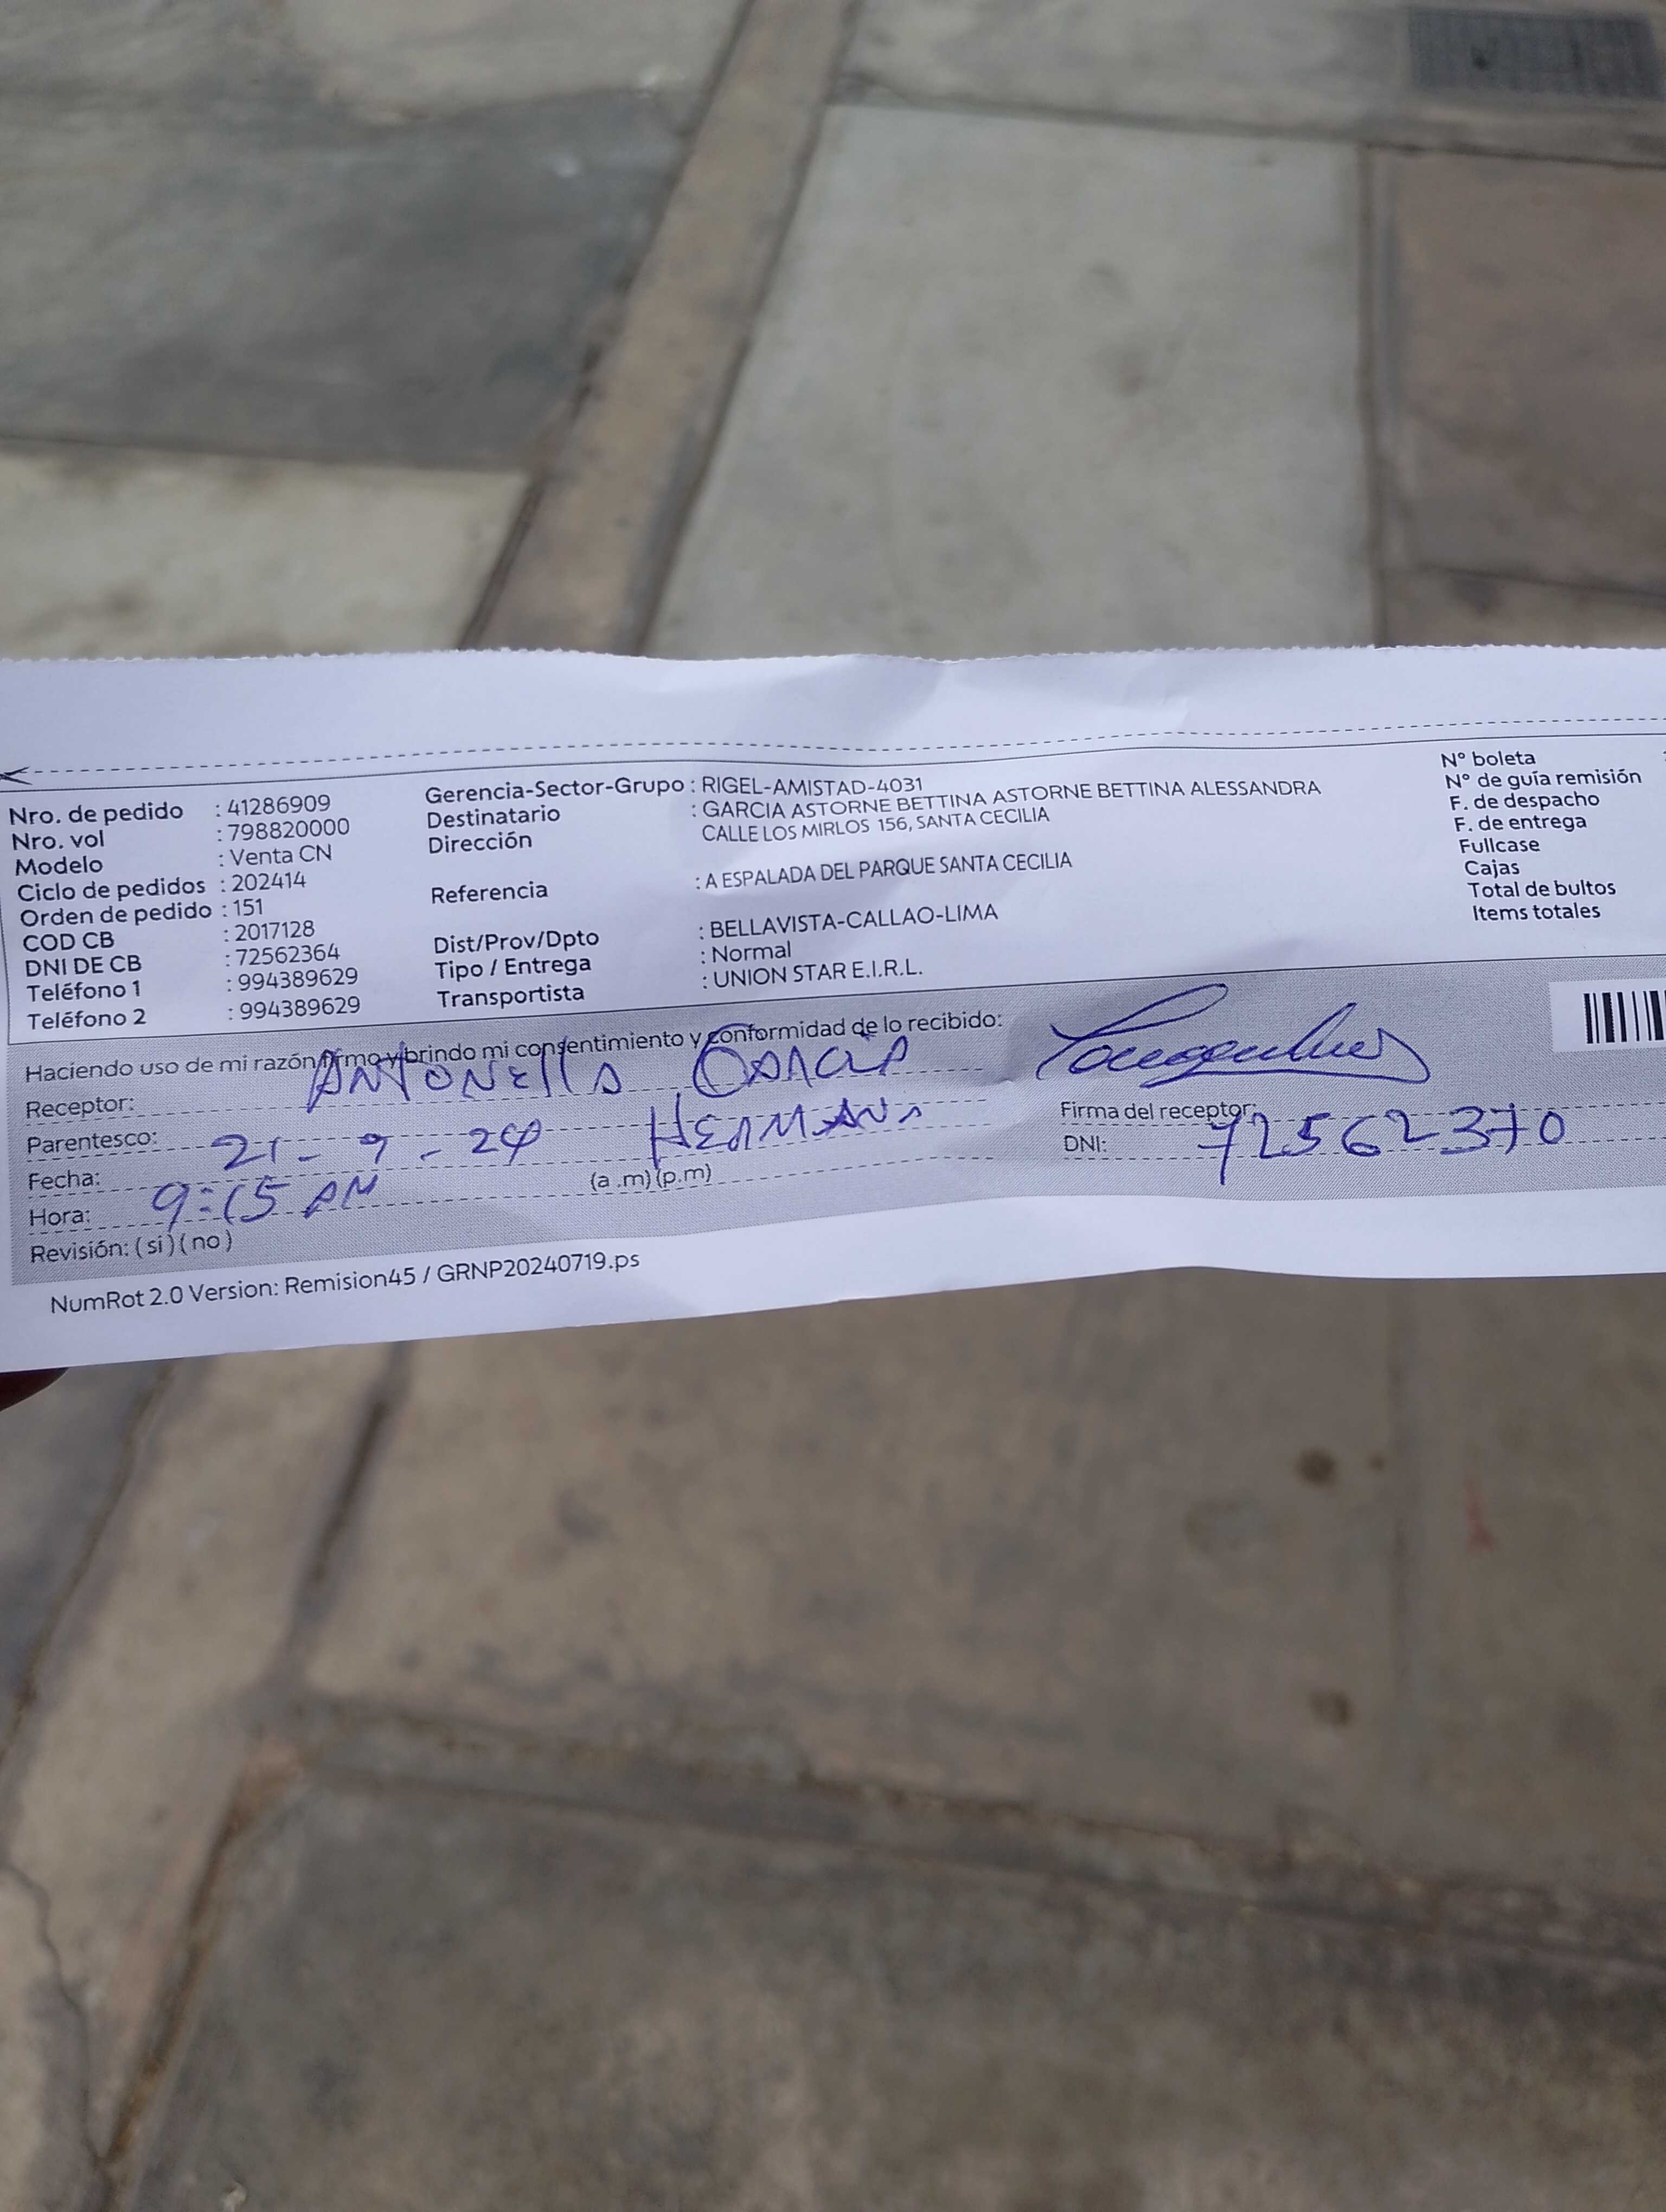 Nro. de pedido : 41286909
Nro. vol : 798820000
Modelo : Venta CN
Ciclo de pedidos : 202414
Orden de pedido : 151
COD CB : 2017128
DNI DE CB : 72562364
Teléfono 1 : 994389629
Teléfono 2 : 994389629
Gerencia-Sector-Grupo : RIGEL-AMISTAD-4031
Destinatario : GARCIA ASTORNE BETTINA ASTORNE BETTINA ALESSANDRA
Dirección CALLE LOS MIRLOS 156, SANTA CECILIA
Referencia : A ESPALADA DEL PARQUE SANTA CECILIA
Dist/Prov/Dpto : BELLAVISTA-CALLAO-LIMA
Tipo / Entrega : Normal
Transportista : UNION STAR E.I.R.L.
N° boleta
N° de guía remisión
F. de despacho
F. de entrega
Fullcase
Cajas
Total de bultos
Items totales
Haciendo uso de mi razón firmo y brindo mi consentimiento y conformidad de lo recibido:
Receptor: ANTONElla GARCIA
Parentesco: HERMANA
Fecha: 21-9-24
Hora: 9:15 AM (a .m) (p.m)
Revisión: ( si ) ( no )
Firma del receptor:
DNI: 72562370
NumRot 2.0 Version: Remision45 / GRNP20240719.ps